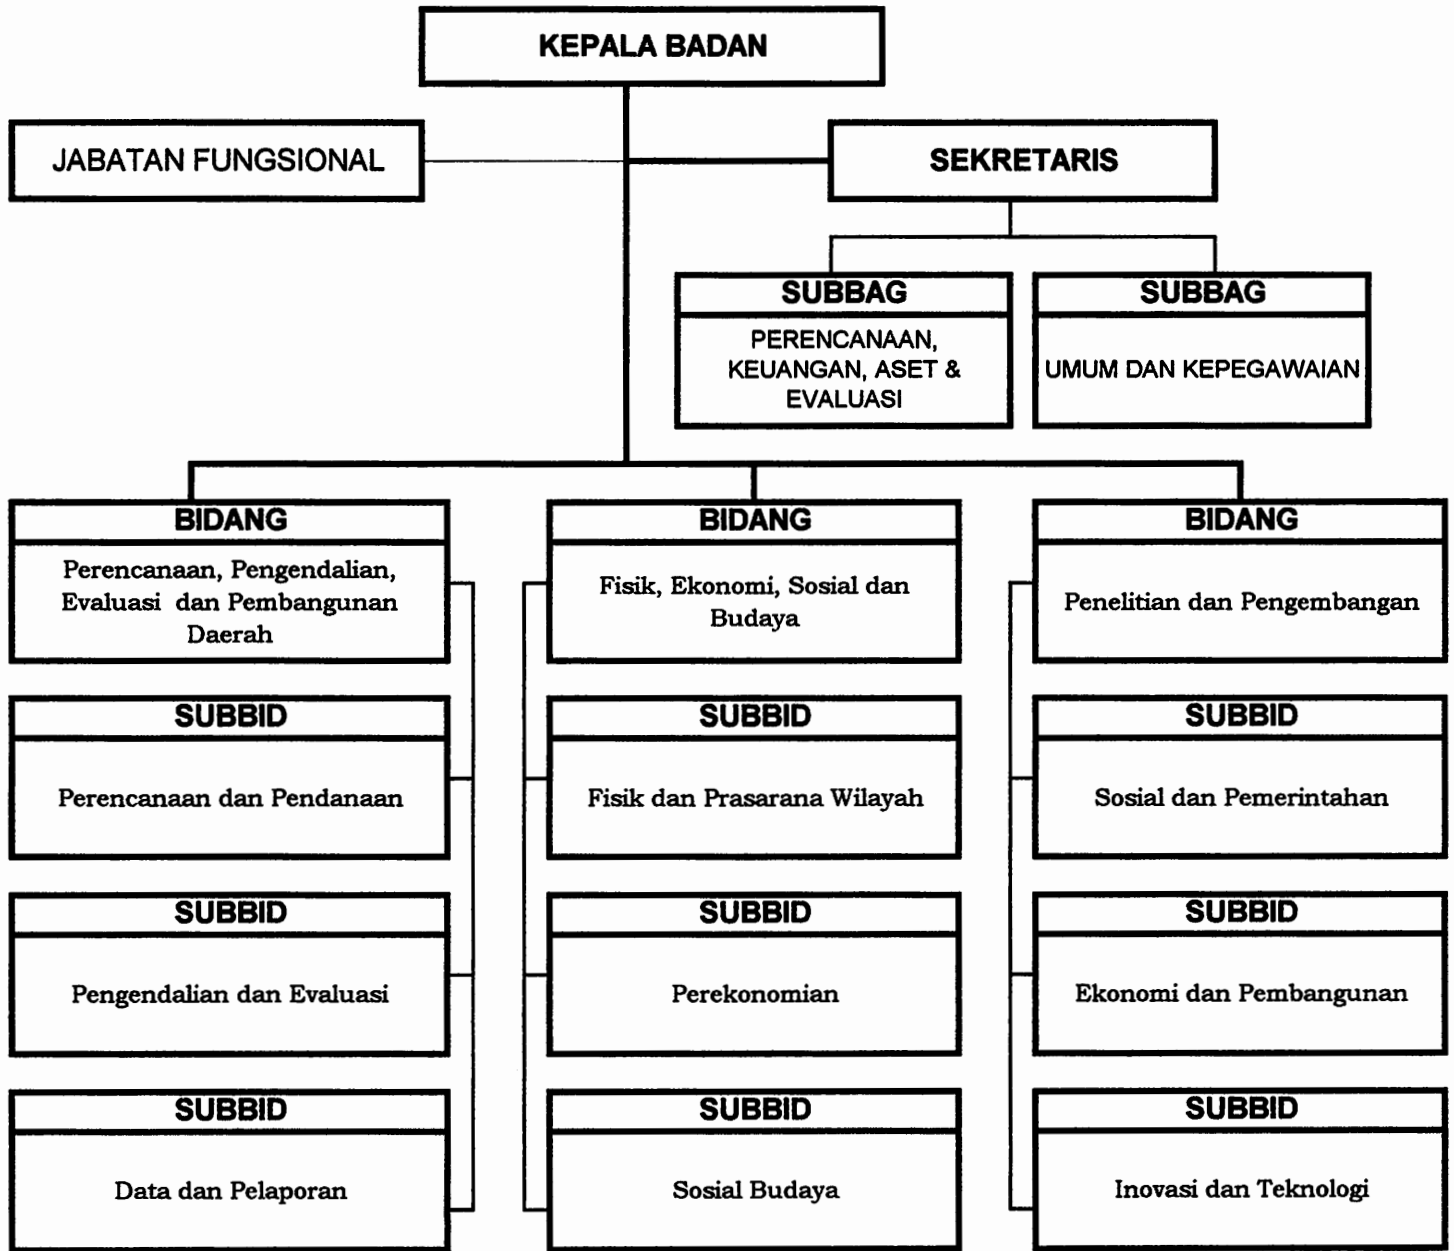 KEPALA BADAN
JABATAN FUNGSIONAL
SEKRETARIS
SUBBAG
PERENCANAAN,
KEUANGAN, ASET &
EVALUASI
SUBBAG
UMUM DAN KEPEGAWAIAN
BIDANG
Perencanaan, Pengendalian,
Evaluasi dan Pembangunan
Daerah
SUBBID
Perencanaan dan Pendanaan
SUBBID
Pengendalian dan Evaluasi
SUBBID
Data dan Pelaporan
BIDANG
Fisik, Ekonomi, Sosial dan
Budaya
SUBBID
Fisik dan Prasarana Wilayah
SUBBID
Perekonomian
SUBBID
Sosial Budaya
BIDANG
Penelitian dan Pengembangan
SUBBID
Sosial dan Pemerintahan
SUBBID
Ekonomi dan Pembangunan
SUBBID
Inovasi dan Teknologi